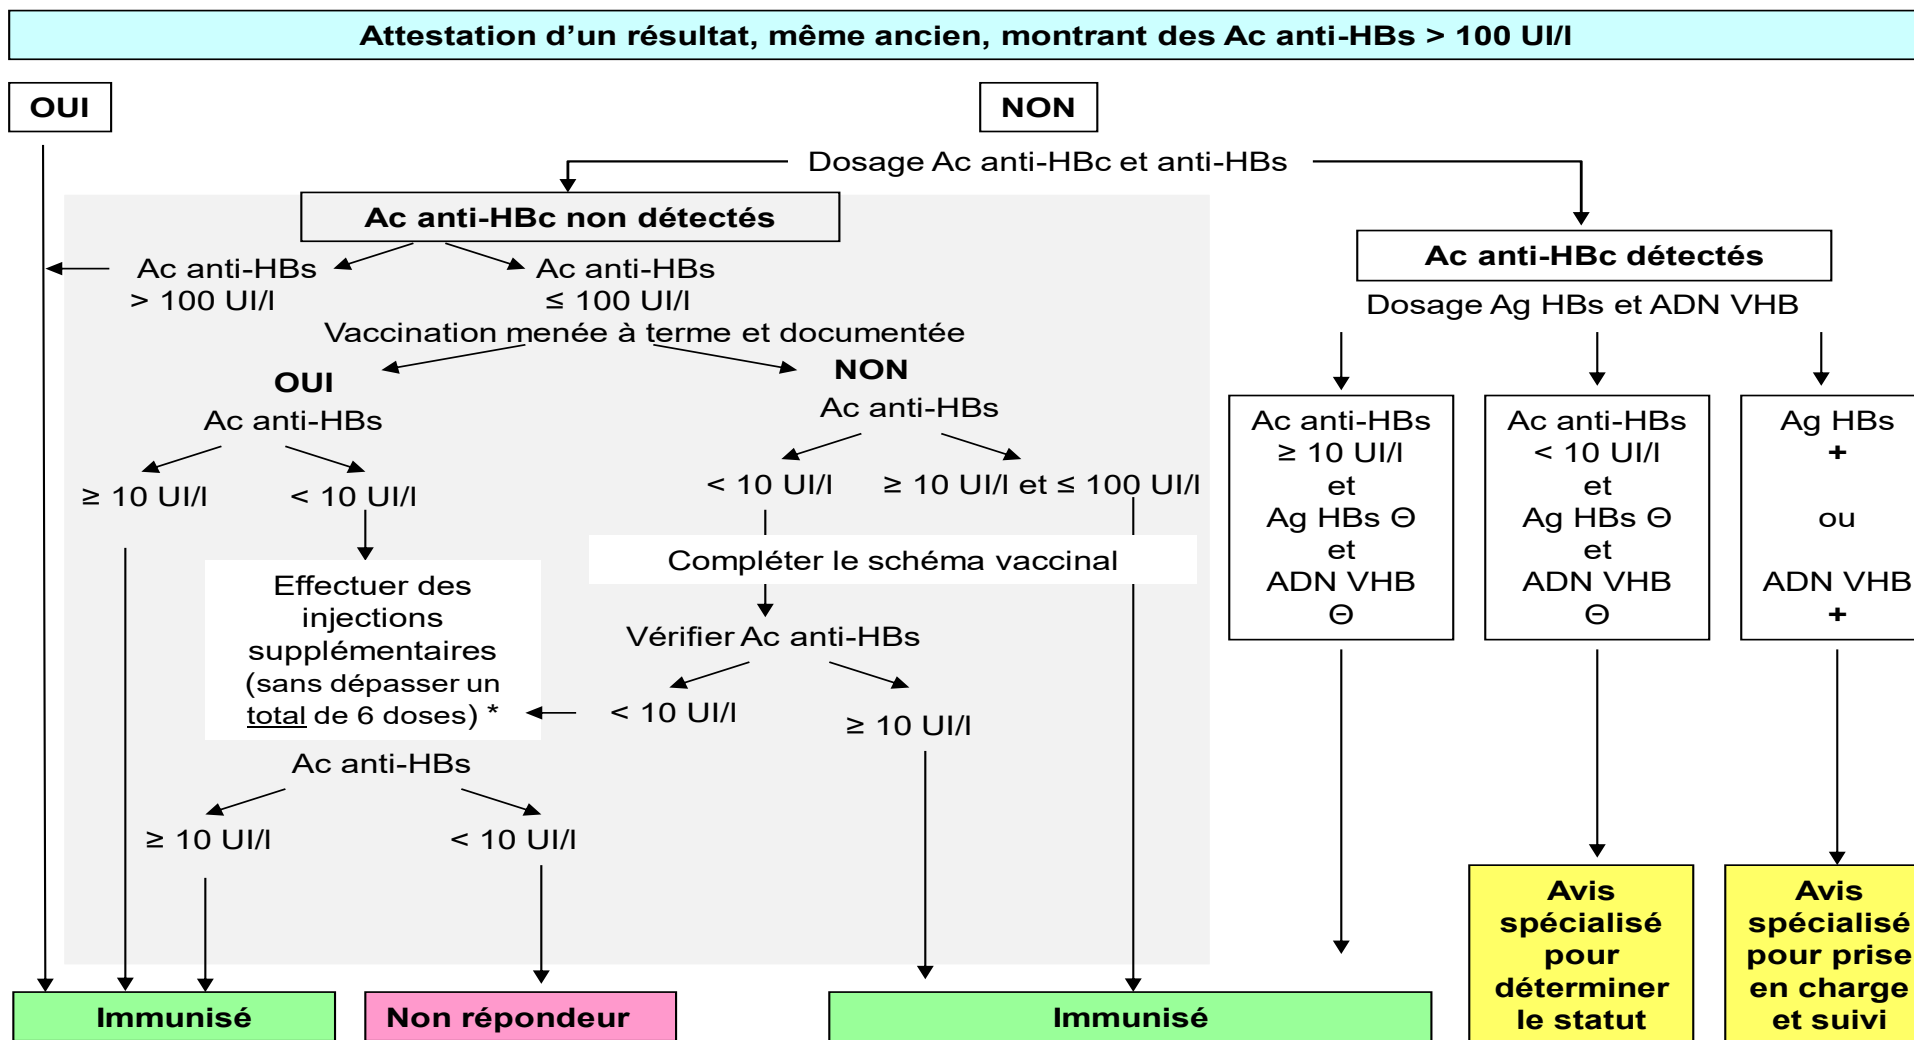 Attestation d’un résultat, même ancien, montrant des Ac anti-HBs > 100 UI/l
OUI
NON
Dosage Ac anti-HBc et anti-HBs
Ac anti-HBc non détectés
Ac anti-HBs
> 100 UI/l
Ac anti-HBs
≤ 100 UI/l
Vaccination menée à terme et documentée
OUI
Ac anti-HBs
≥ 10 UI/l
< 10 UI/l
NON
Ac anti-HBs
< 10 UI/l
≥ 10 UI/l et ≤ 100 UI/l
Effectuer des
injections
supplémentaires
(sans dépasser un
total de 6 doses) *
Compléter le schéma vaccinal
Vérifier Ac anti-HBs
< 10 UI/l
≥ 10 UI/l
Ac anti-HBs
≥ 10 UI/l
< 10 UI/l
Ac anti-HBc détectés
Dosage Ag HBs et ADN VHB
Ac anti-HBs
≥ 10 UI/l
et
Ag HBs Θ
et
ADN VHB
Θ
Ac anti-HBs
< 10 UI/l
et
Ag HBs Θ
et
ADN VHB
Θ
Ag HBs
+
ou
ADN VHB
+
Immunisé
Non répondeur
Immunisé
Avis
spécialisé
pour
déterminer
le statut
Avis
spécialisé
pour prise
en charge
et suivi